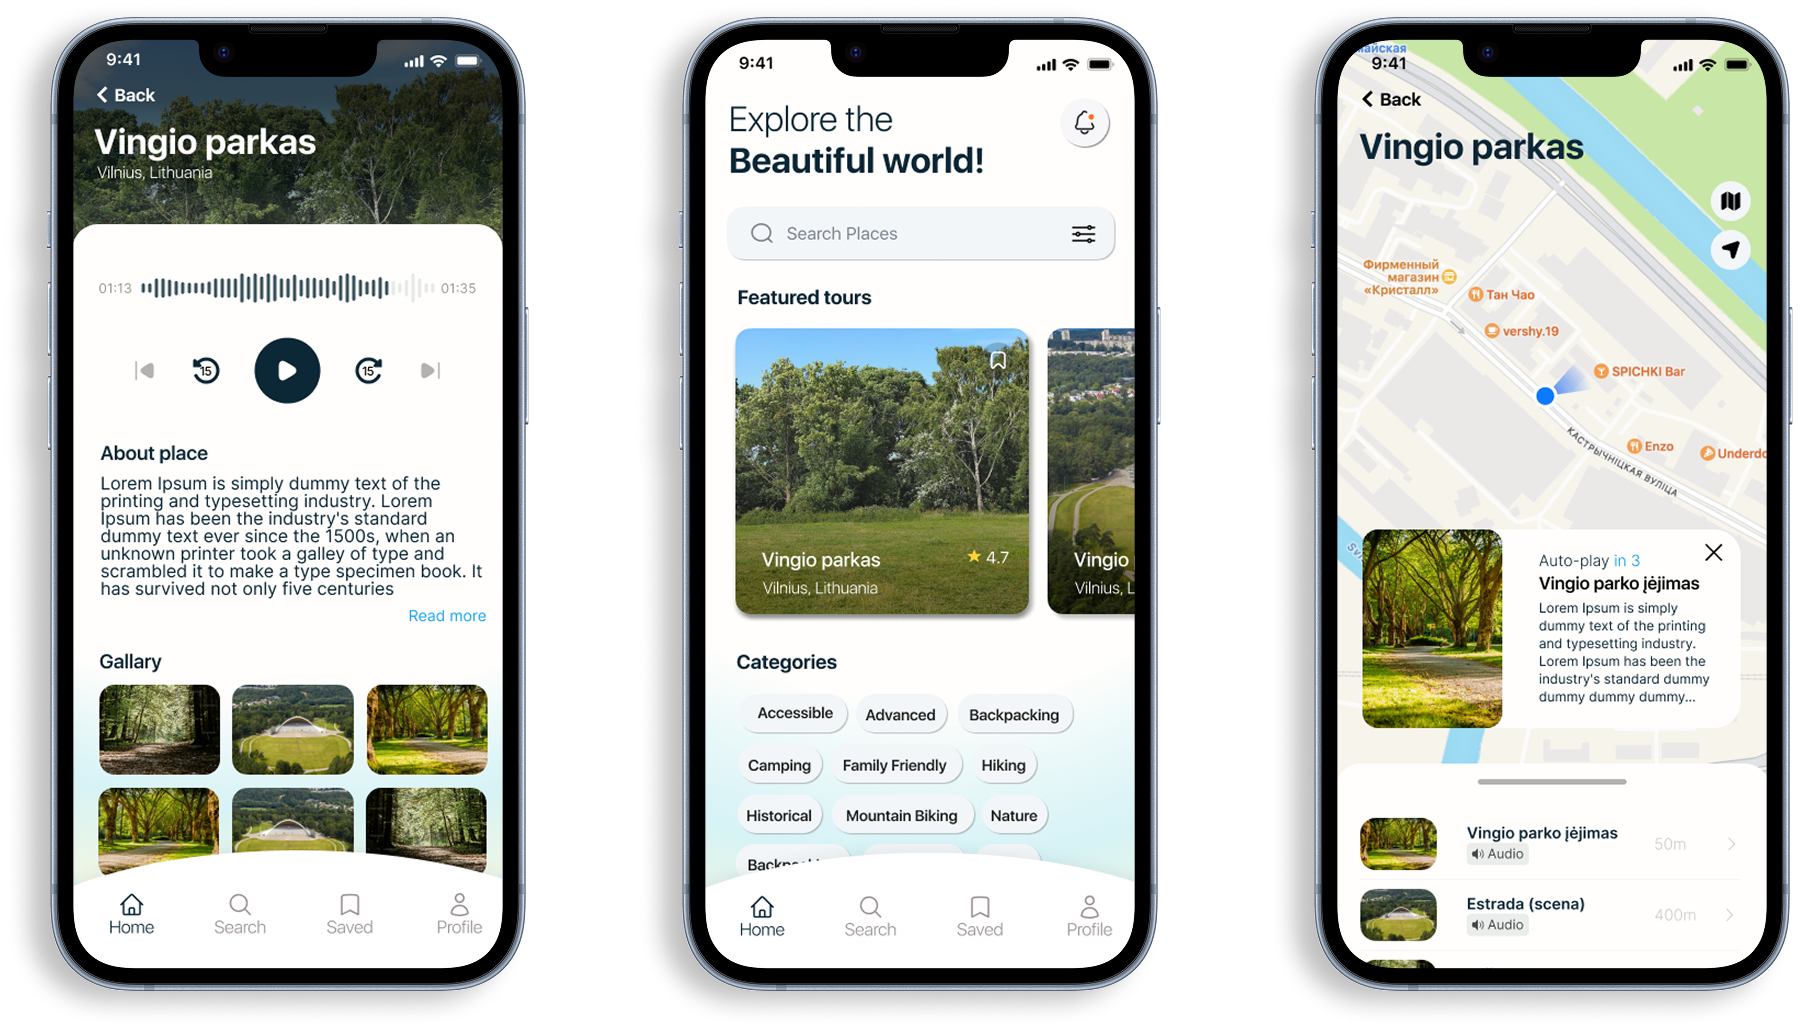 9:41
Back
Vingio parkas
Vilnius, Lithuania
01:13
01:35
15
15
About place
Lorem Ipsum is simply dummy text of the
printing and typesetting industry. Lorem
Ipsum has been the industry's standard
dummy text ever since the 1500s, when an
unknown printer took a galley of type and
scrambled it to make a type specimen book. It
has survived not only five centuries
Read more
Gallary
Home
Search
Saved
Profile
9:41
Explore the
Beautiful world!
Search Places
Featured tours
Vingio parkas
4.7
Vilnius, Lithuania
Vingio
Vilnius, L
Categories
Accessible
Advanced
Backpacking
Camping
Family Friendly
Hiking
Historical
Mountain Biking
Nature
Home
Search
Saved
Profile
майская
9:41
Back
Vingio parkas
Фирменный
магазин
«Кристалл»
Тан Чао
vershy.19
SPICHKI Bar
Enzo
Underdo
КАСТРЫЧНІЦКАЯ ВУЛІЦА
Auto-play in 3
Vingio parko įėjimas
Lorem Ipsum is simply
dummy text of the printing
and typesetting industry.
Lorem Ipsum has been the
industry's standard dummy
dummy dummy dummy...
Vingio parko įėjimas
Audio
50m
Estrada (scena)
Audio
400m